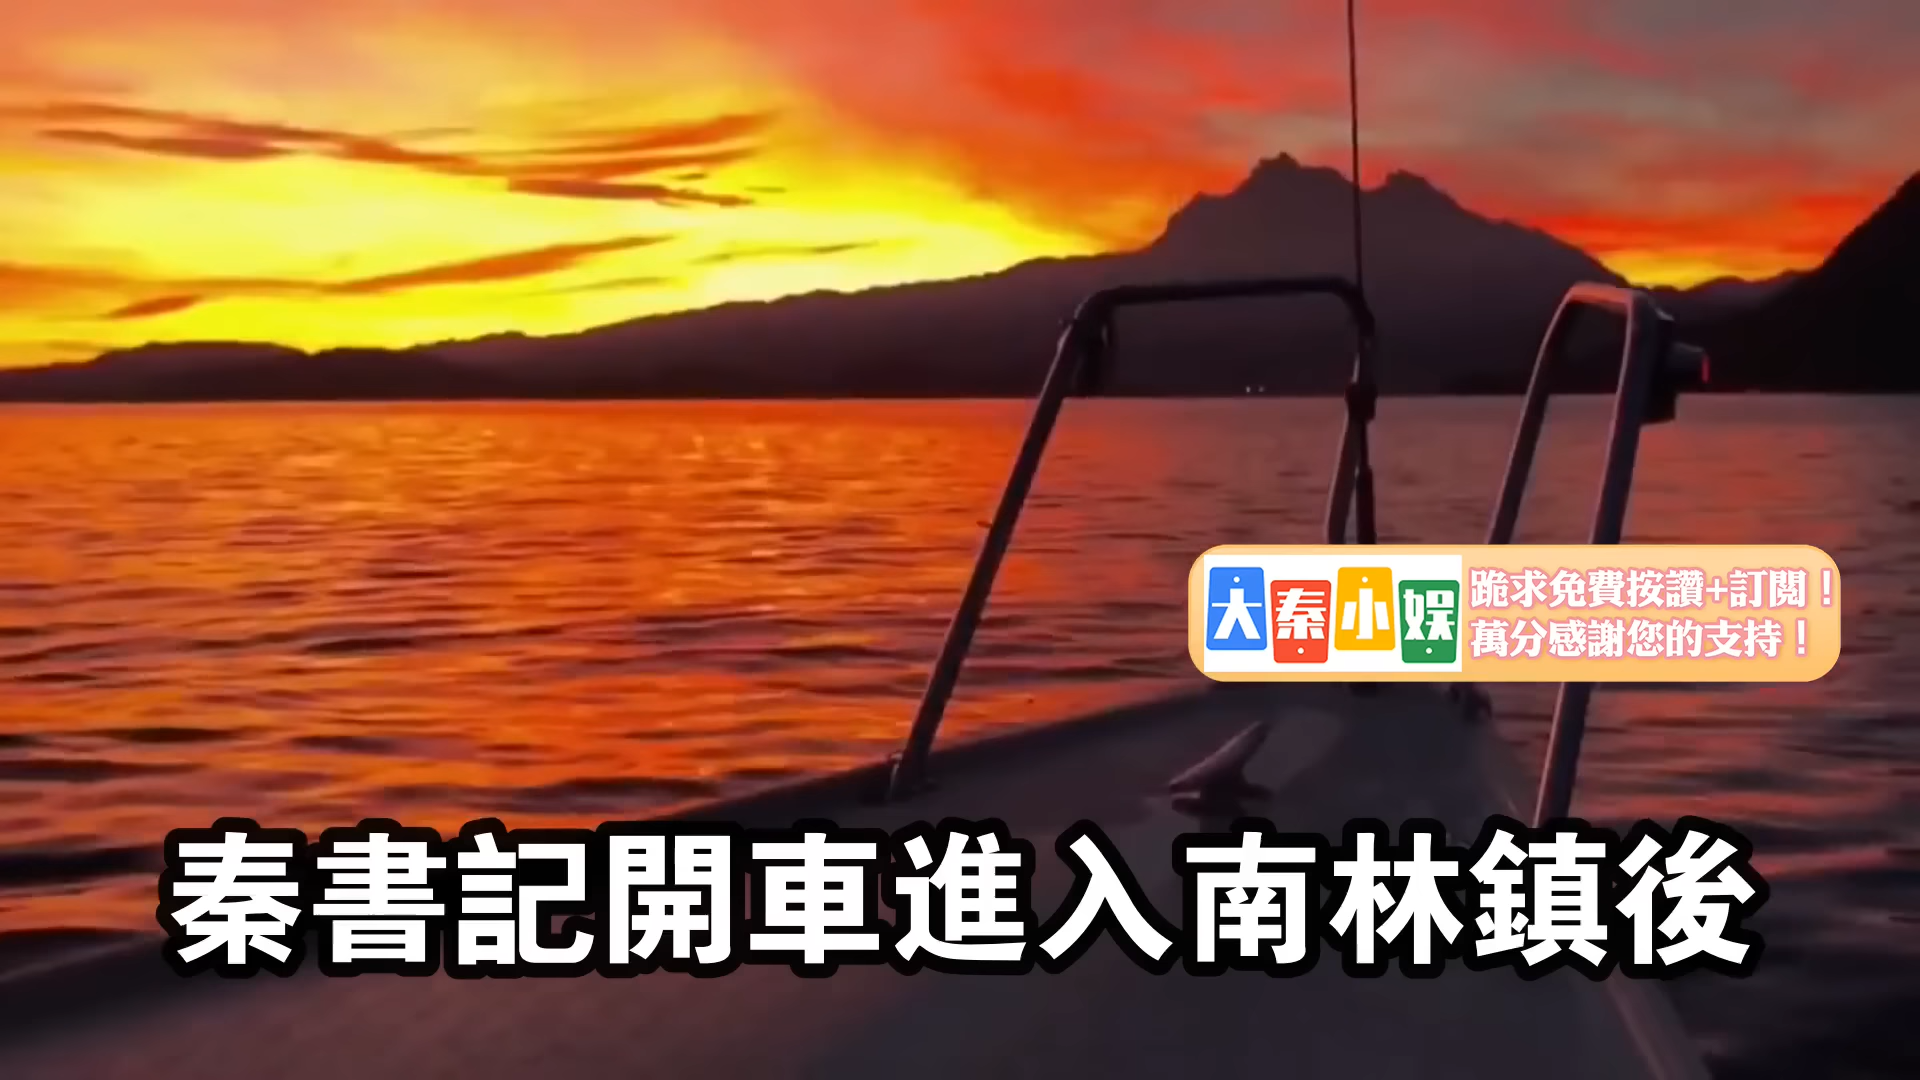 大秦小娱
跪求免費按讚+訂閱！
萬分感謝您的支持！
秦書記開車進入南林鎮後